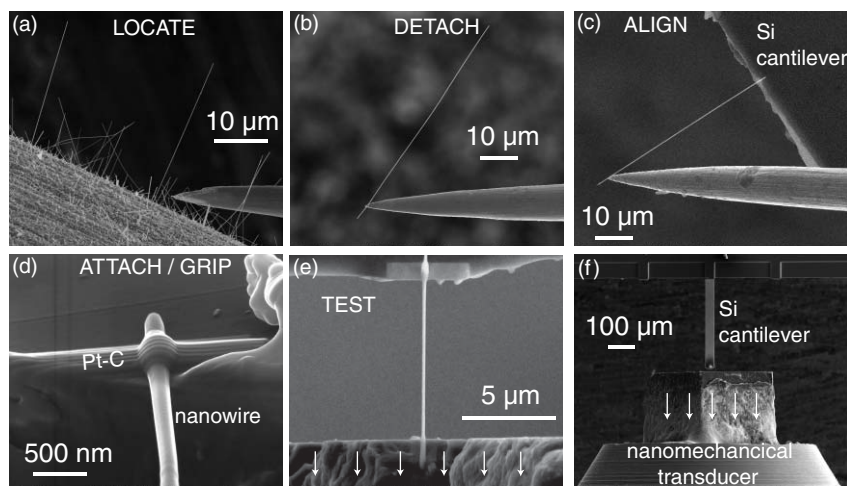 (a) LOCATE
10 µm
(b) DETACH
10 µm
(c) ALIGN
Si
cantilever
10 µm
(d) ATTACH / GRIP
Pt-C
nanowire
500 nm
(e)
TEST
5 µm
(f)
Si
cantilever
100 µm
nanomechancical
transducer